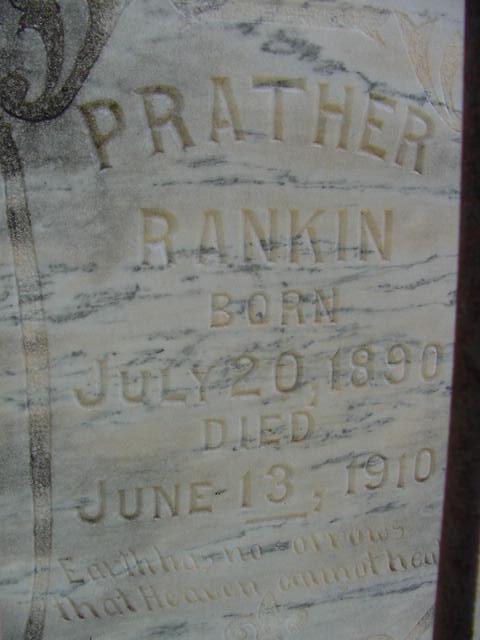 PRATHER
RANKIN
BORN
JULY 20, 1890
DIED
JUNE 13, 1910
Earth has no sorrows
that Heaven cannot heal